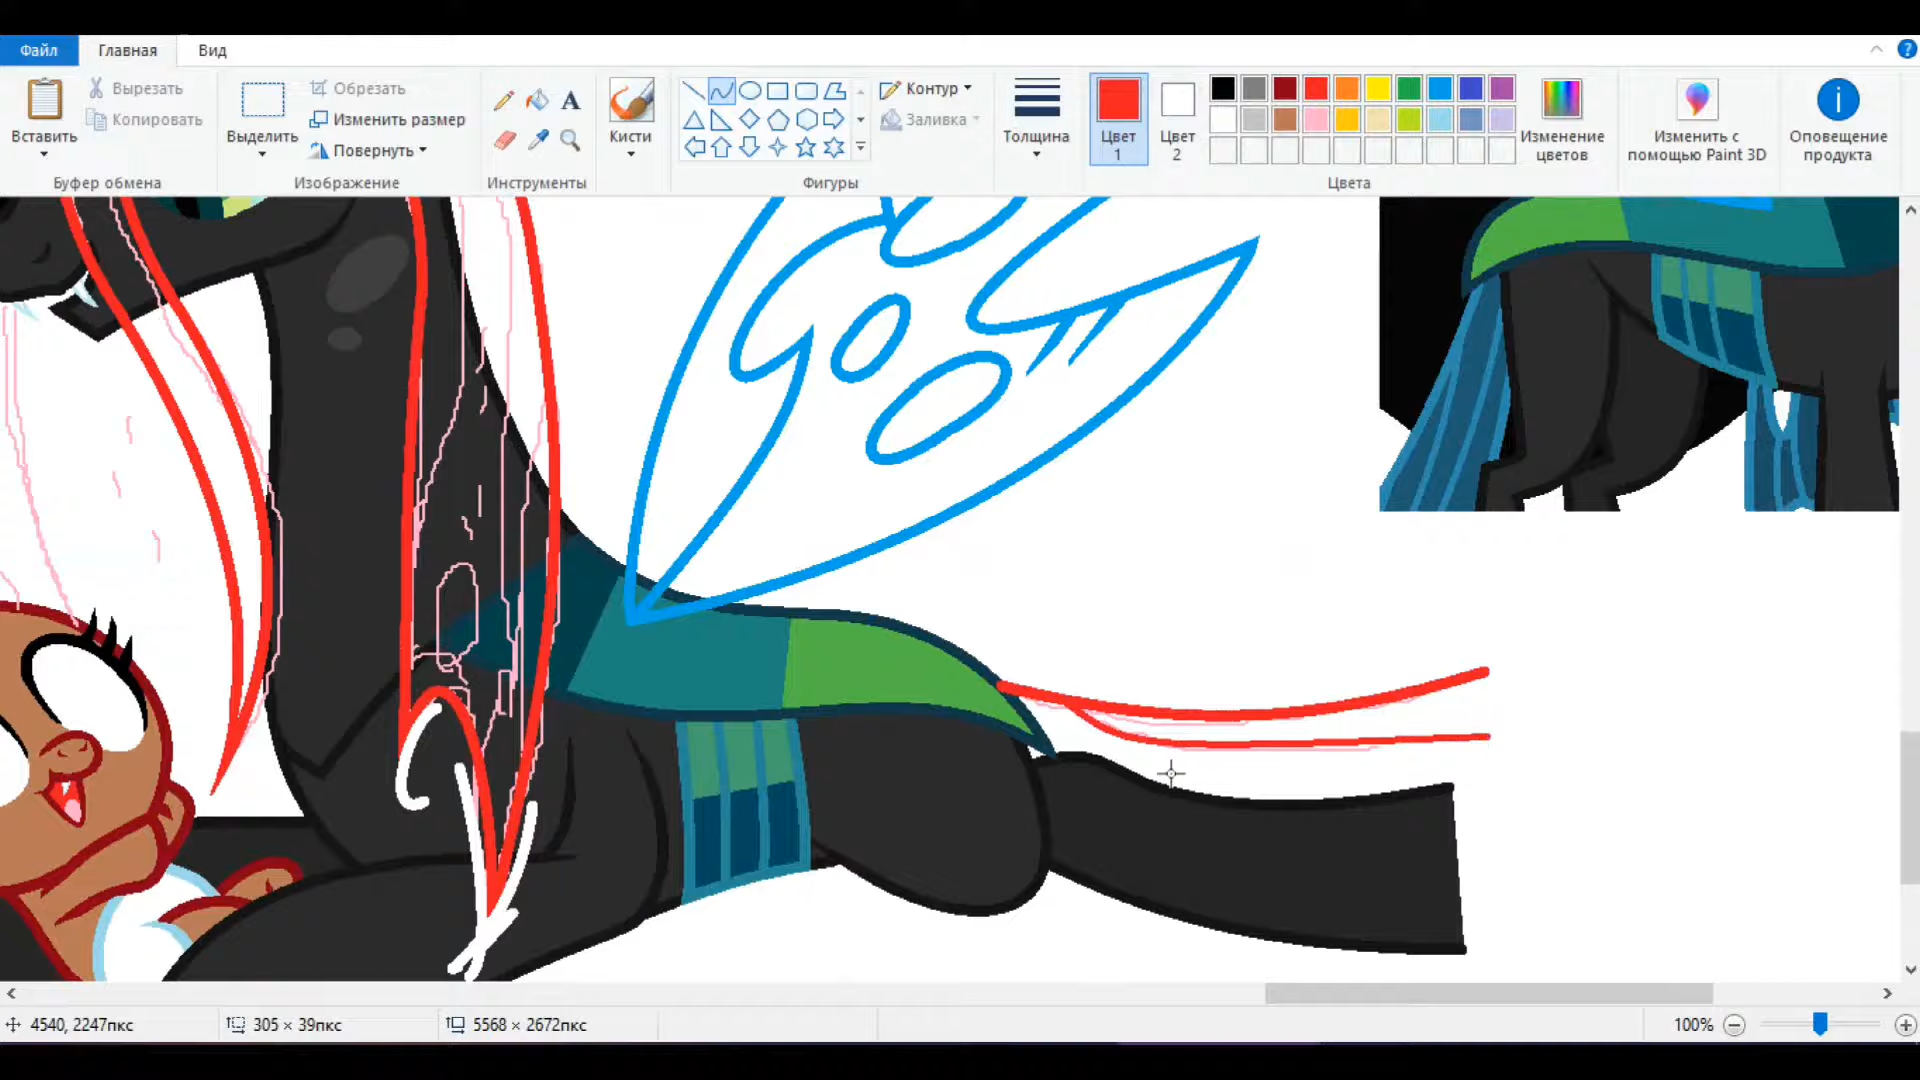 Файл Главная Вид
Вырезать Обрезать Контур
Копировать Изменить размер Заливка
Вставить Выделить Повернуть Кисти Толщина Цвет 1 Цвет 2 Изменение цветов Изменить с помощью Paint 3D Оповещение продукта
Буфер обмена Изображение Инструменты Фигуры Цвета
4540, 2247пкс 305 × 39пкс 5568 × 2672пкс 100%